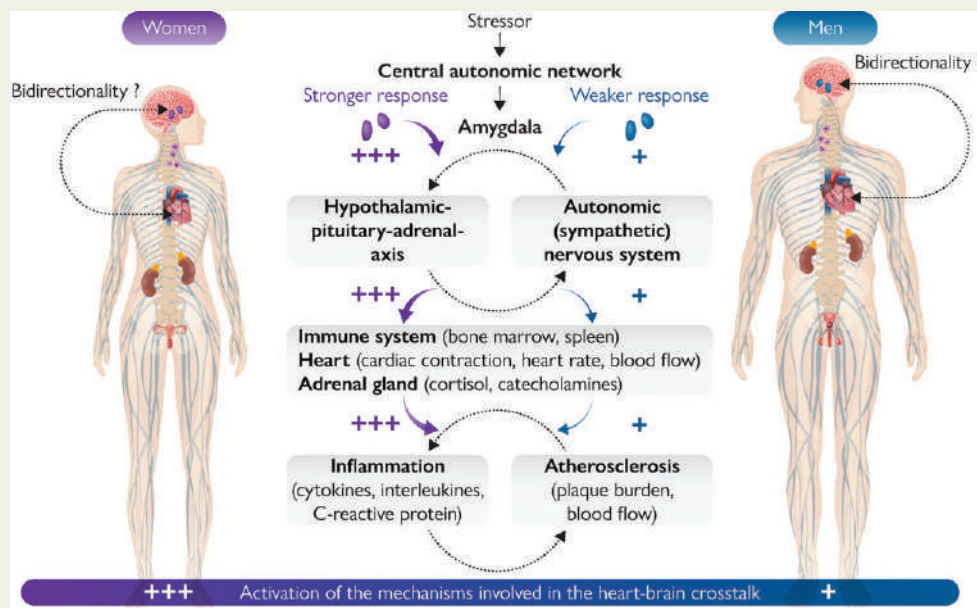 Women
Stressor
Men
Central autonomic network
Bidirectionality ?
Bidirectionality
Stronger response
Weaker response
Amygdala
+++
+
Hypothalamic-
pituitary-adrenal-
axis
Autonomic
(sympathetic)
nervous system
+++
+
Immune system (bone marrow, spleen)
Heart (cardiac contraction, heart rate, blood flow)
Adrenal gland (cortisol, catecholamines)
+++
+
Inflammation
(cytokines, interleukines,
C-reactive protein)
Atherosclerosis
(plaque burden,
blood flow)
+++ Activation of the mechanisms involved in the heart-brain crosstalk +